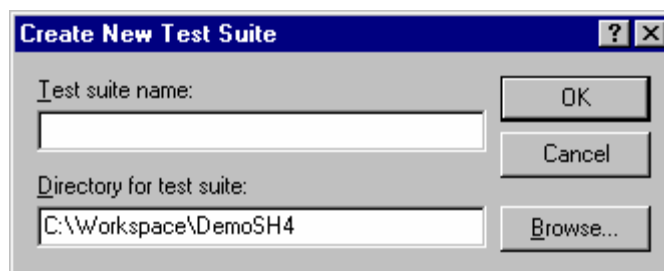 Create New Test Suite
Test suite name:
OK
Cancel
Directory for test suite:
C:\Workspace\DemoSH4
Browse...